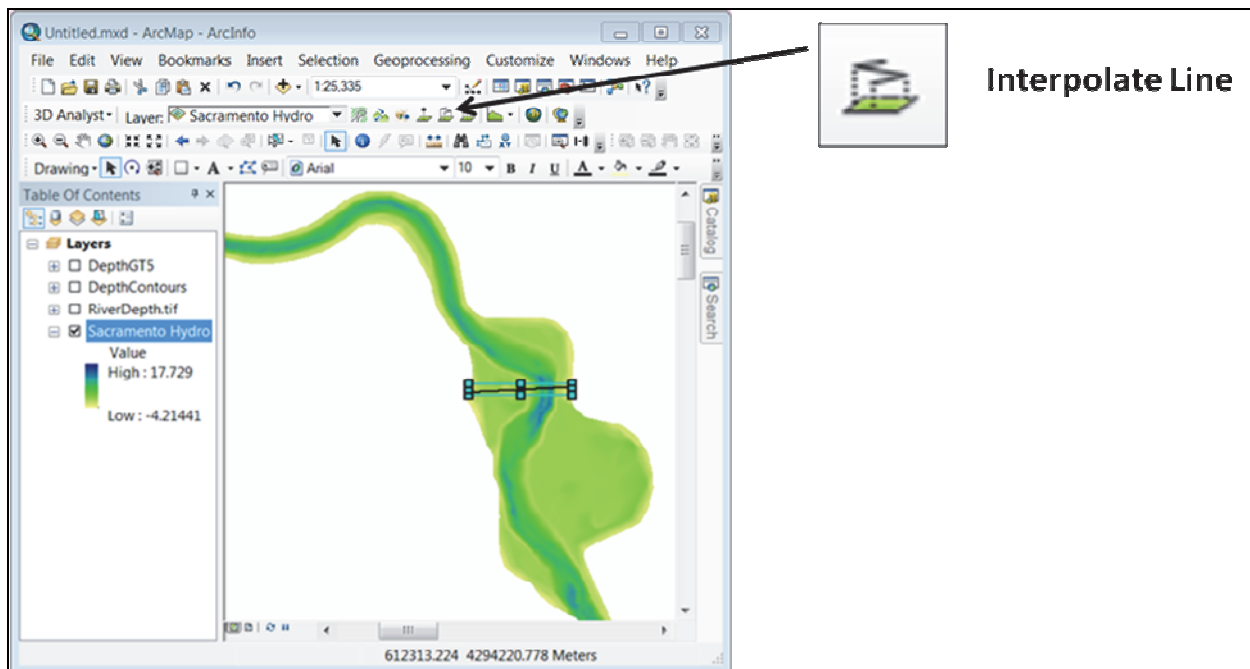 Untitled.mxd - ArcMap - ArcInfo
File Edit View Bookmarks Insert Selection Geoprocessing Customize Windows Help
1:25,335
3D Analyst Layer: Sacramento Hydro
Drawing A Arial 10 B I U A
Table Of Contents
Layers
DepthGT5
DepthContours
RiverDepth.tif
Sacramento Hydro
Value
High : 17.729
Low : -4.21441
Catalog
Search
612313.224 4294220.778 Meters
Interpolate Line